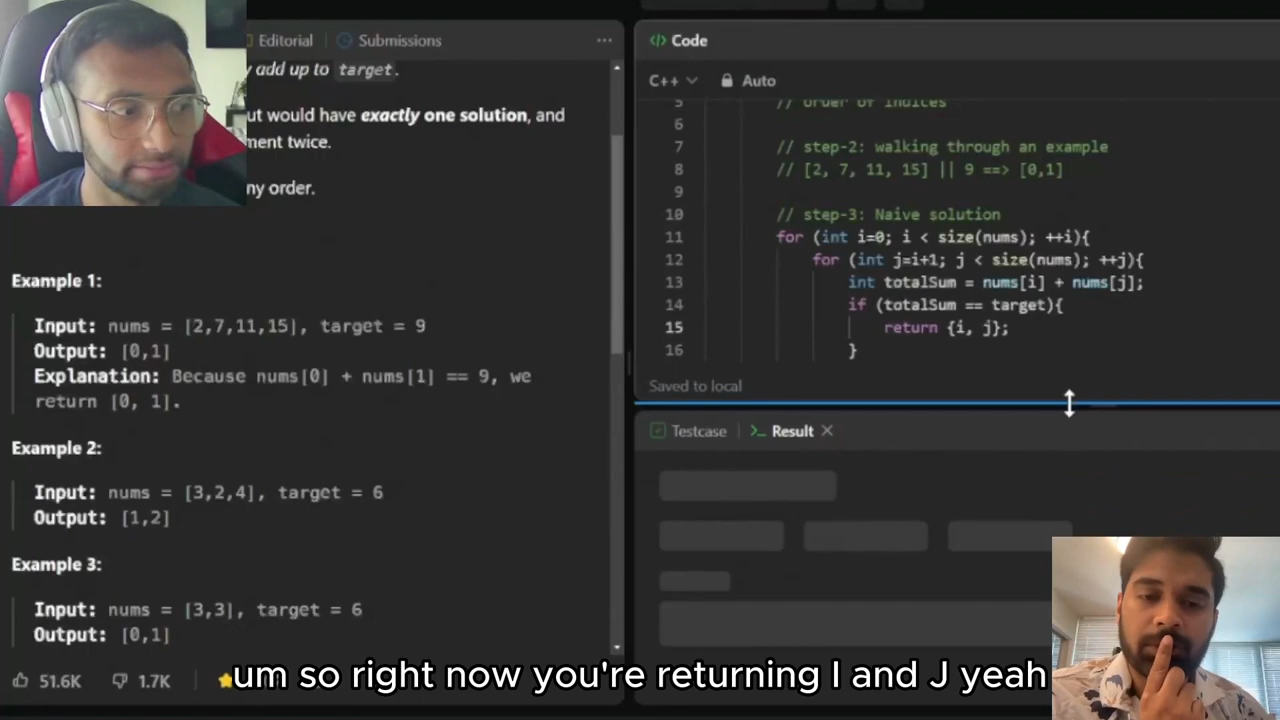 Editorial
Submissions
add up to target.
ut would have exactly one solution, and
ment twice.
ny order.
Example 1:
Input: nums = [2,7,11,15], target = 9
Output: [0,1]
Explanation: Because nums[0] + nums[1] == 9, we
return [0, 1].
Example 2:
Input: nums = [3,2,4], target = 6
Output: [1,2]
Example 3:
Input: nums = [3,3], target = 6
Output: [0,1]
51.6K
1.7K
</> Code
C++
Auto
5 // order of indices
6
7 // step-2: walking through an example
8 // [2, 7, 11, 15] || 9 ==> [0,1]
9
10 // step-3: Naive solution
11 for (int i=0; i < size(nums); ++i){
12 for (int j=i+1; j < size(nums); ++j){
13 int totalSum = nums[i] + nums[j];
14 if (totalSum == target){
15 return {i, j};
16 }
Saved to local
Testcase
>_ Result
um so right now you're returning I and J yeah